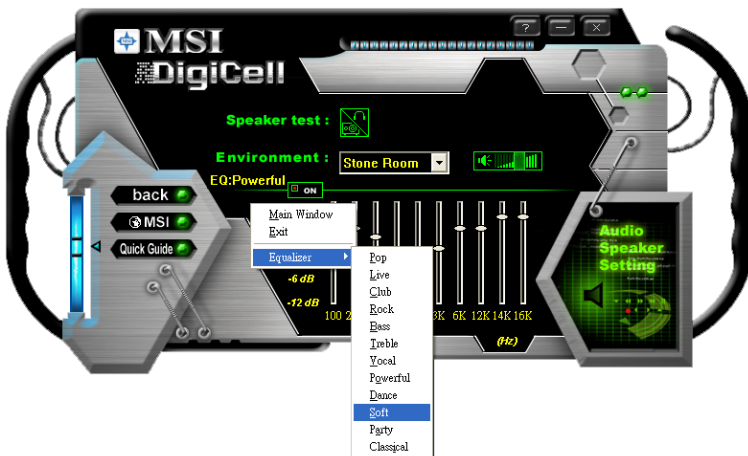 ? — X
MSI
DigiCell
Speaker test :
Environment : Stone Room
EQ:Powerful
ON
back
MSI
Quick Guide
Main Window
Exit
Equalizer
-6 dB
-12 dB
100 2 3K 6K 12K 14K 16K
(Hz)
Pop
Live
Club
Rock
Bass
Treble
Vocal
Powerful
Dance
Soft
Party
Classical
Audio
Speaker
Setting